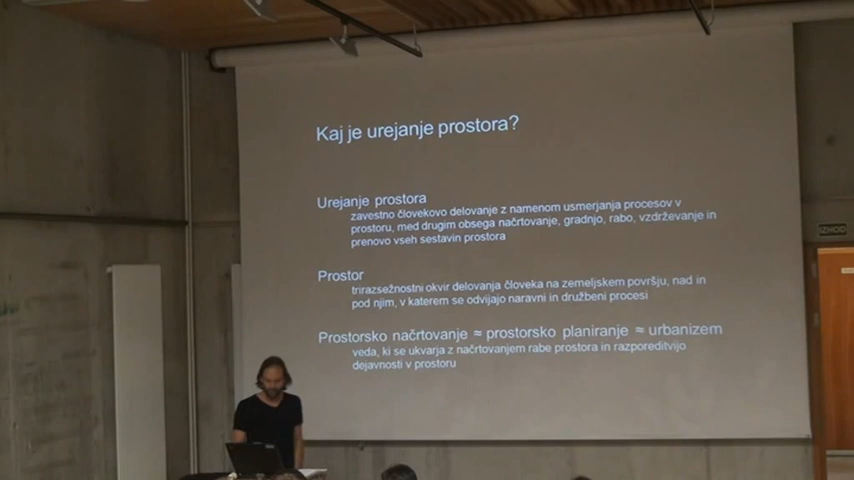 Kaj je urejanje prostora?
Urejanje prostora
zavestno človekovo delovanje z namenom usmerjanja procesov v
prostoru, med drugim obsega načrtovanje, gradnjo, rabo, vzdrževanje in
prenovo vseh sestavin prostora
Prostor
trirazsežnostni okvir delovanja človeka na zemeljskem površju, nad in
pod njim, v katerem se odvijajo naravni in družbeni procesi
Prostorsko načrtovanje ≈ prostorsko planiranje ≈ urbanizem
veda, ki se ukvarja z načrtovanjem rabe prostora in razporeditvijo
dejavnosti v prostoru
IZHOD